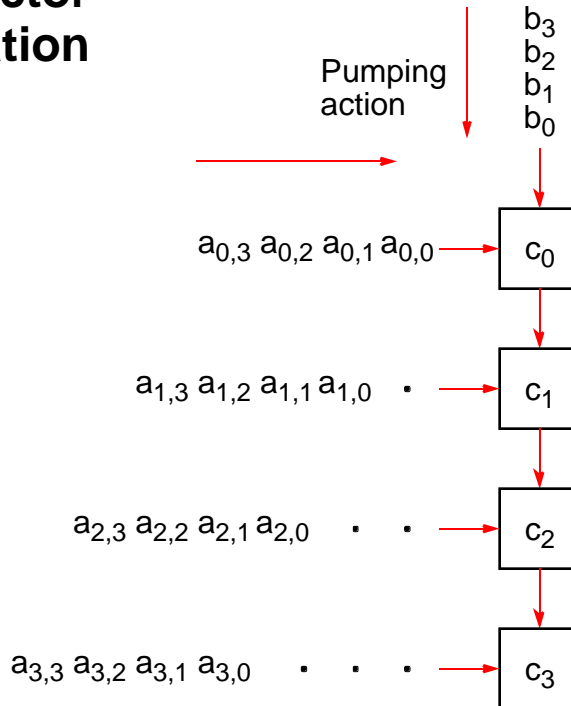 b₃
b₂
Pumping
b₁
action
b₀
a₀,₃ a₀,₂ a₀,₁ a₀,₀
c₀
a₁,₃ a₁,₂ a₁,₁ a₁,₀ .
c₁
a₂,₃ a₂,₂ a₂,₁ a₂,₀ . .
c₂
a₃,₃ a₃,₂ a₃,₁ a₃,₀ . . .
c₃